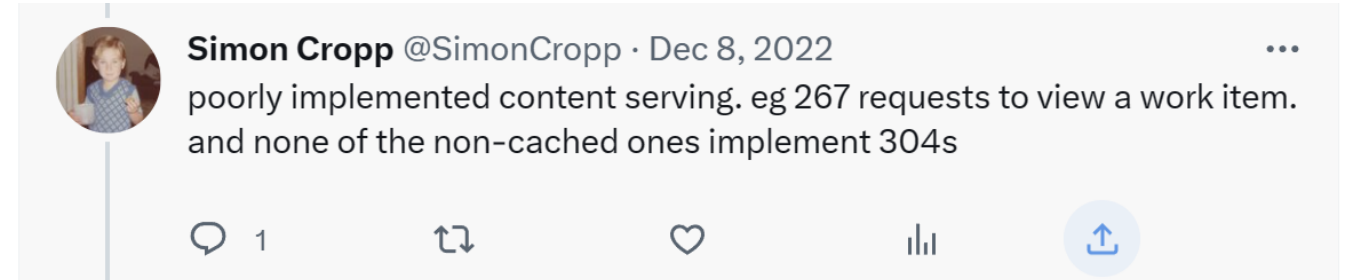 Simon Cropp @SimonCropp · Dec 8, 2022
poorly implemented content serving. eg 267 requests to view a work item.
and none of the non-cached ones implement 304s
1